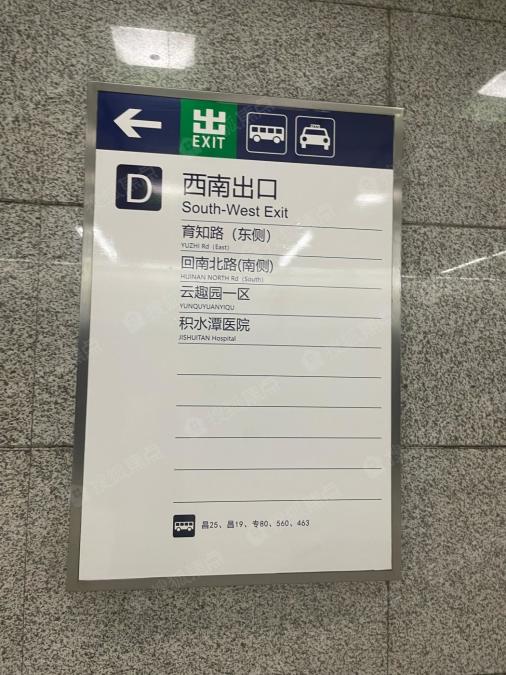 出
EXIT
D
西南出口
South-West Exit
育知路（东侧）
YUZHI Rd（East）
回南北路(南侧)
HUINAN NORTH Rd（South）
云趣园一区
YUNQUYUANYIQU
积水潭医院
JISHUITAN Hospital
昌25、昌19、专80、560、463